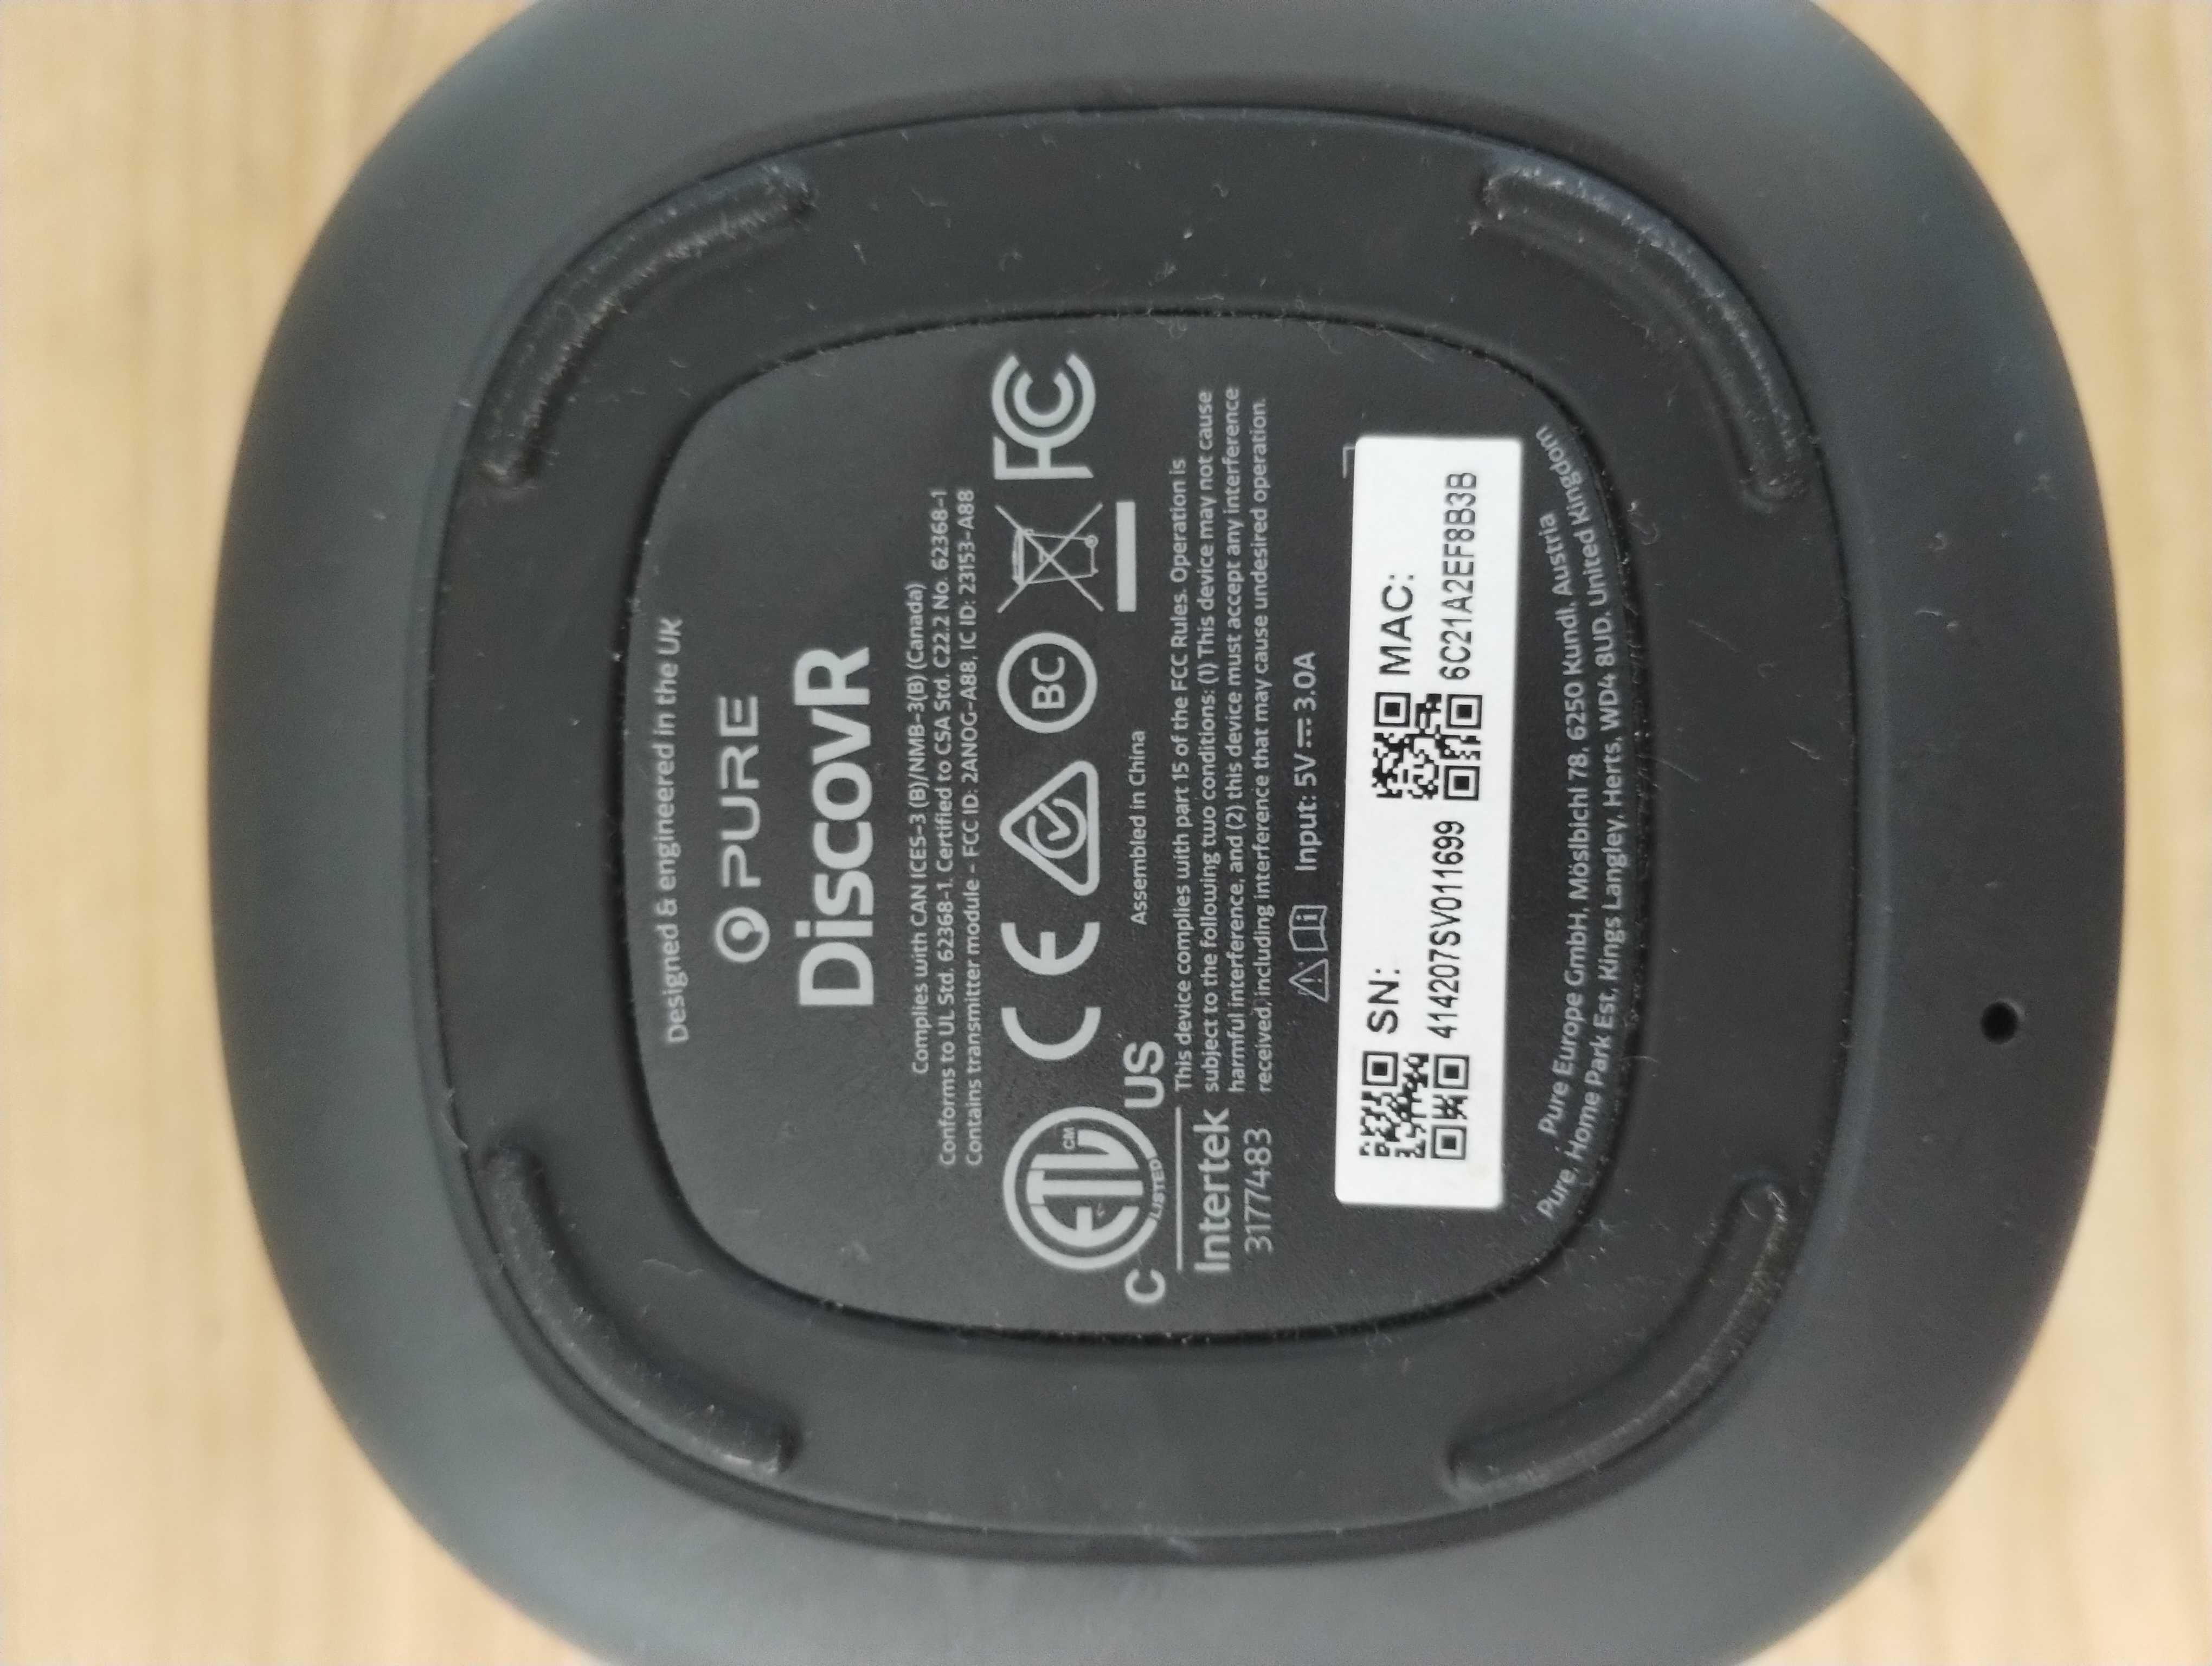 Designed & engineered in the UK
PURE
DiscovR
Complies with CAN ICES-3 (B)/NMB-3(B) (Canada)
Conforms to UL Std. 62368-1. Certified to CSA Std. C22.2 No. 62368-1
Contains transmitter module - FCC ID: 2ANOG-A88, IC ID: 23153-A88
C ETL CM LISTED US
CE
BC
FC
Intertek
3177483
Assembled in China
This device complies with part 15 of the FCC Rules. Operation is
subject to the following two conditions: (1) This device may not cause
harmful interference, and (2) this device must accept any interference
received, including interference that may cause undesired operation.
Input: 5V⎓3.0A
SN:
414207SV011699
MAC:
6C21A2EF8B3B
Pure Europe GmbH, Möslbichl 78, 6250 Kundl, Austria
Pure, Home Park Est, Kings Langley, Herts, WD4 8UD, United Kingdom